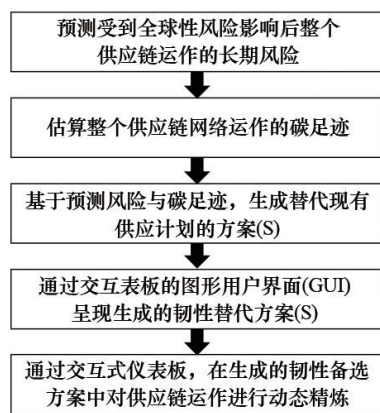 预测受到全球性风险影响后整个
供应链运作的长期风险
估算整个供应链网络运作的碳足迹
基于预测风险与碳足迹，生成替代现有
供应计划的方案(S)
通过交互表板的图形用户界面(GUI)
呈现生成的韧性替代方案(S)
通过交互式仪表板，在生成的韧性备选
方案中对供应链运作进行动态精炼